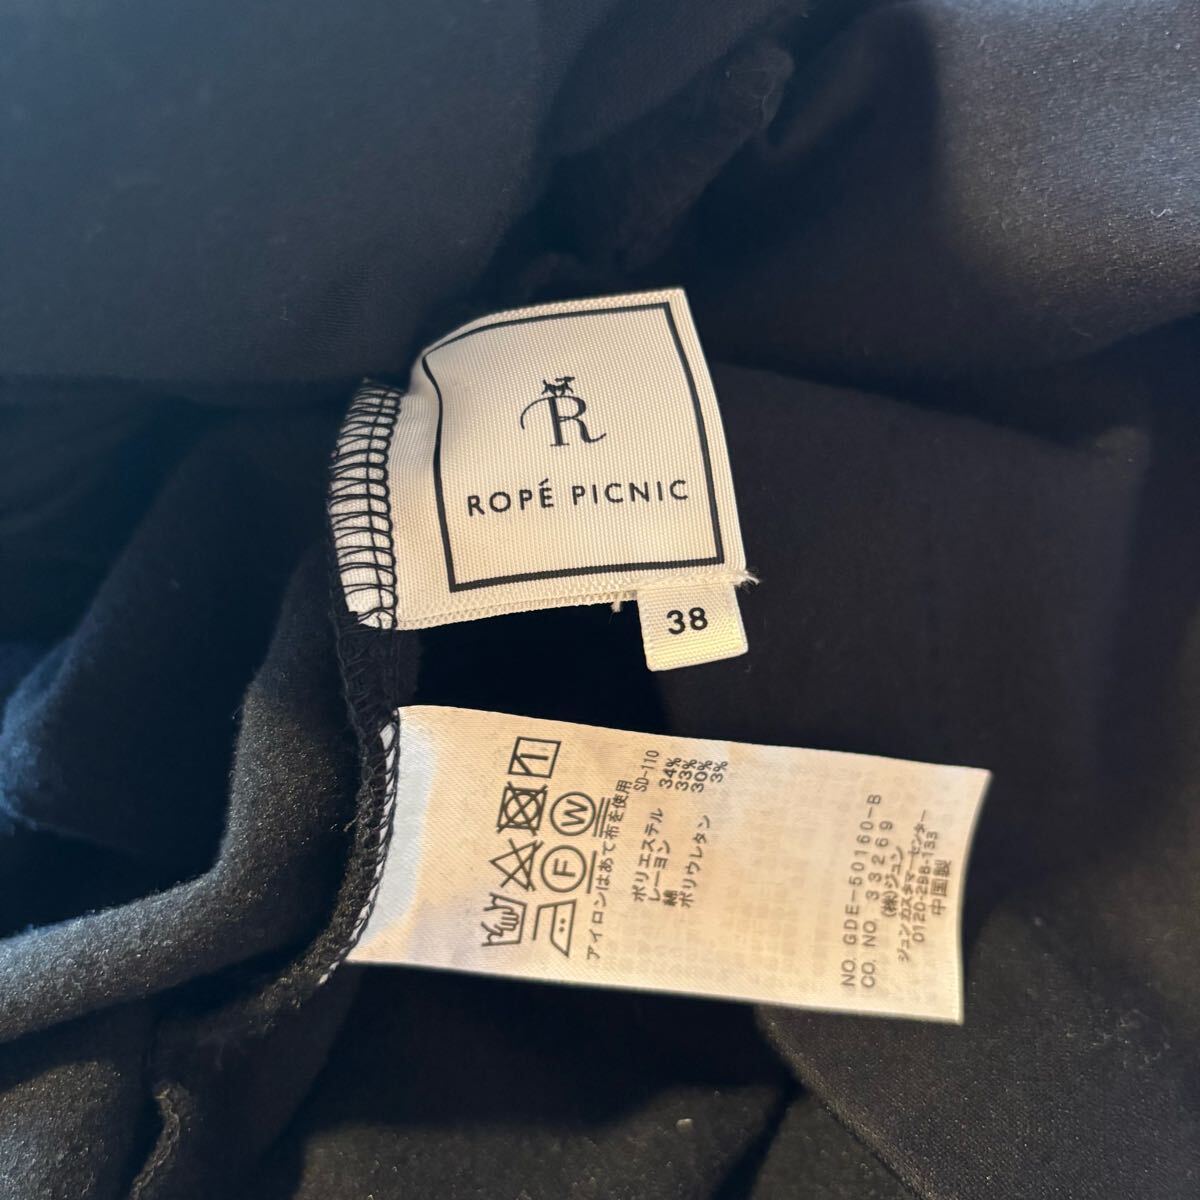 R
ROPÉ PICNIC
38
F
W
アイロンはあて布を使用
SD-110
ポリエステル 34%
レーヨン 33%
綿 30%
ポリウレタン 3%
NO. GDE-50160-B
CO. NO. 33269
(株)ジュン
ジュンカスタマーセンター
0120-298-133
中国製